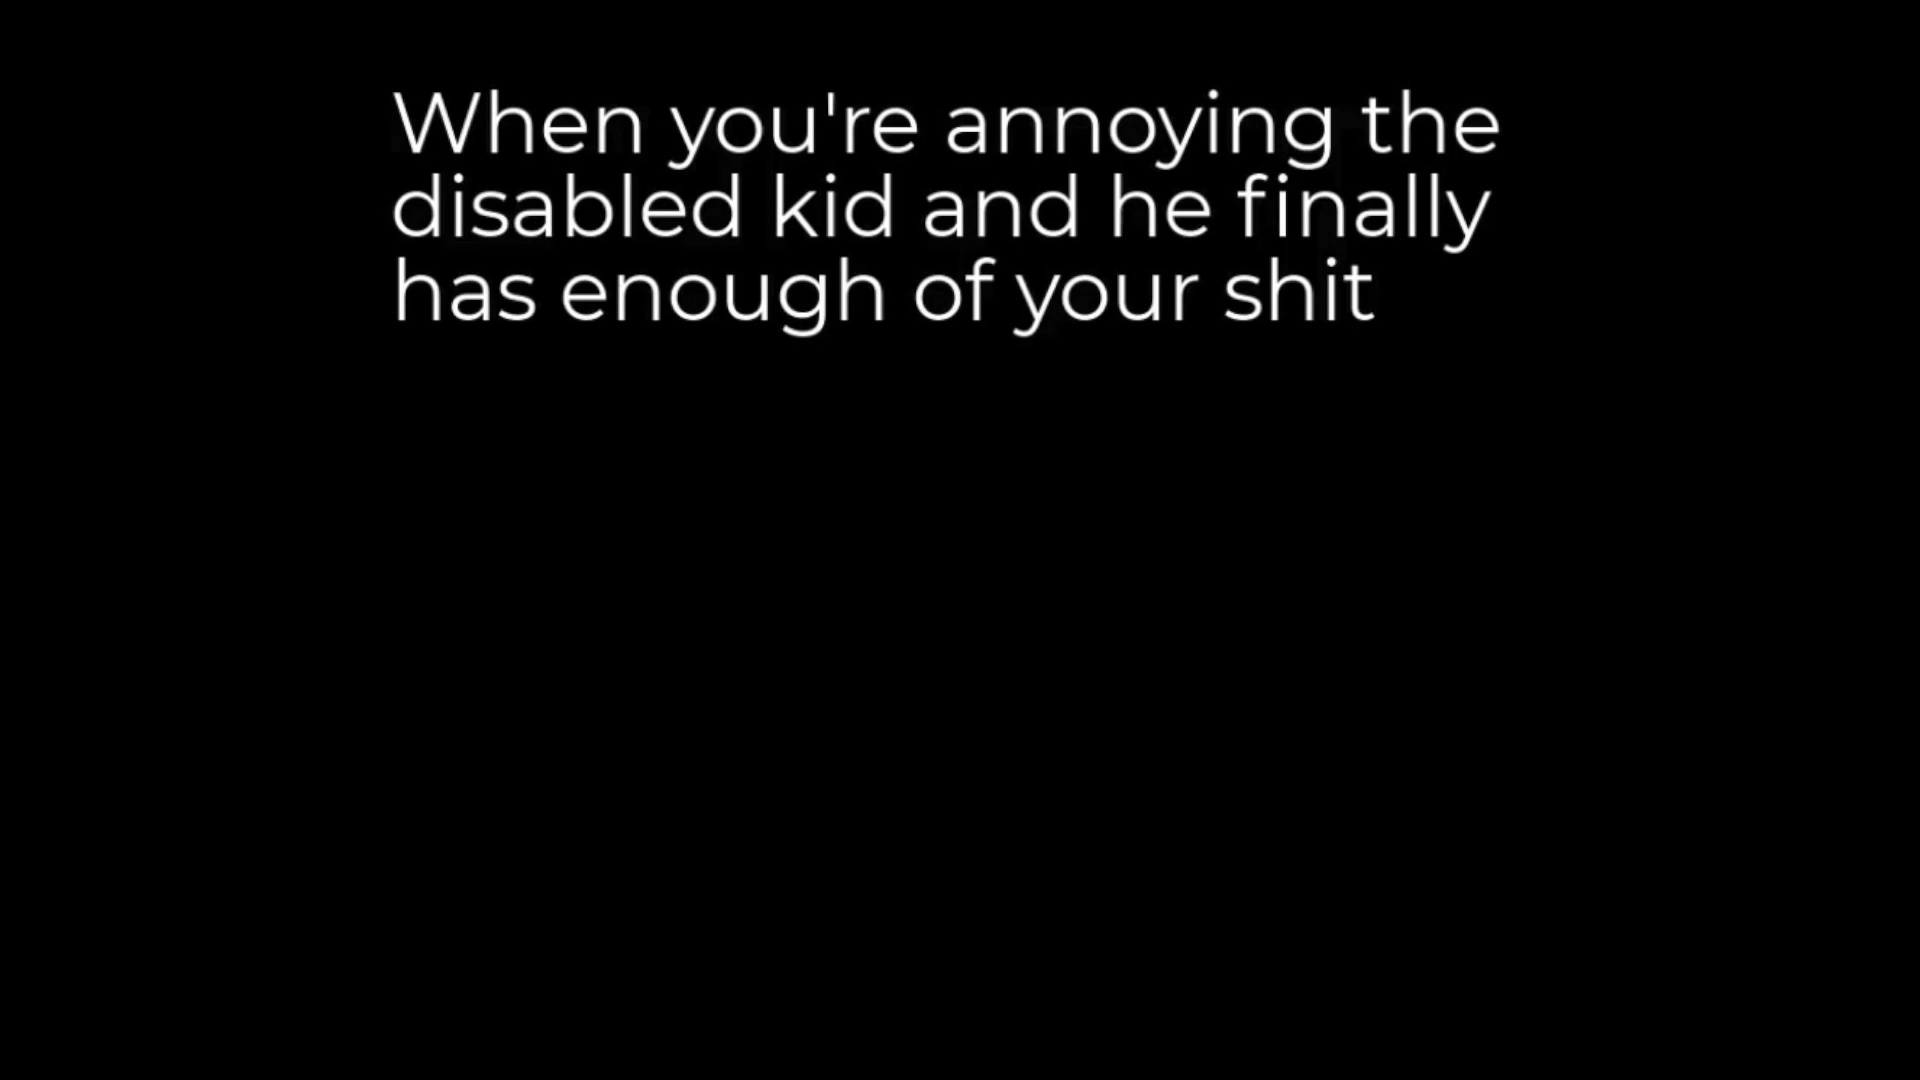 When you're annoying the
disabled kid and he finally
has enough of your shit